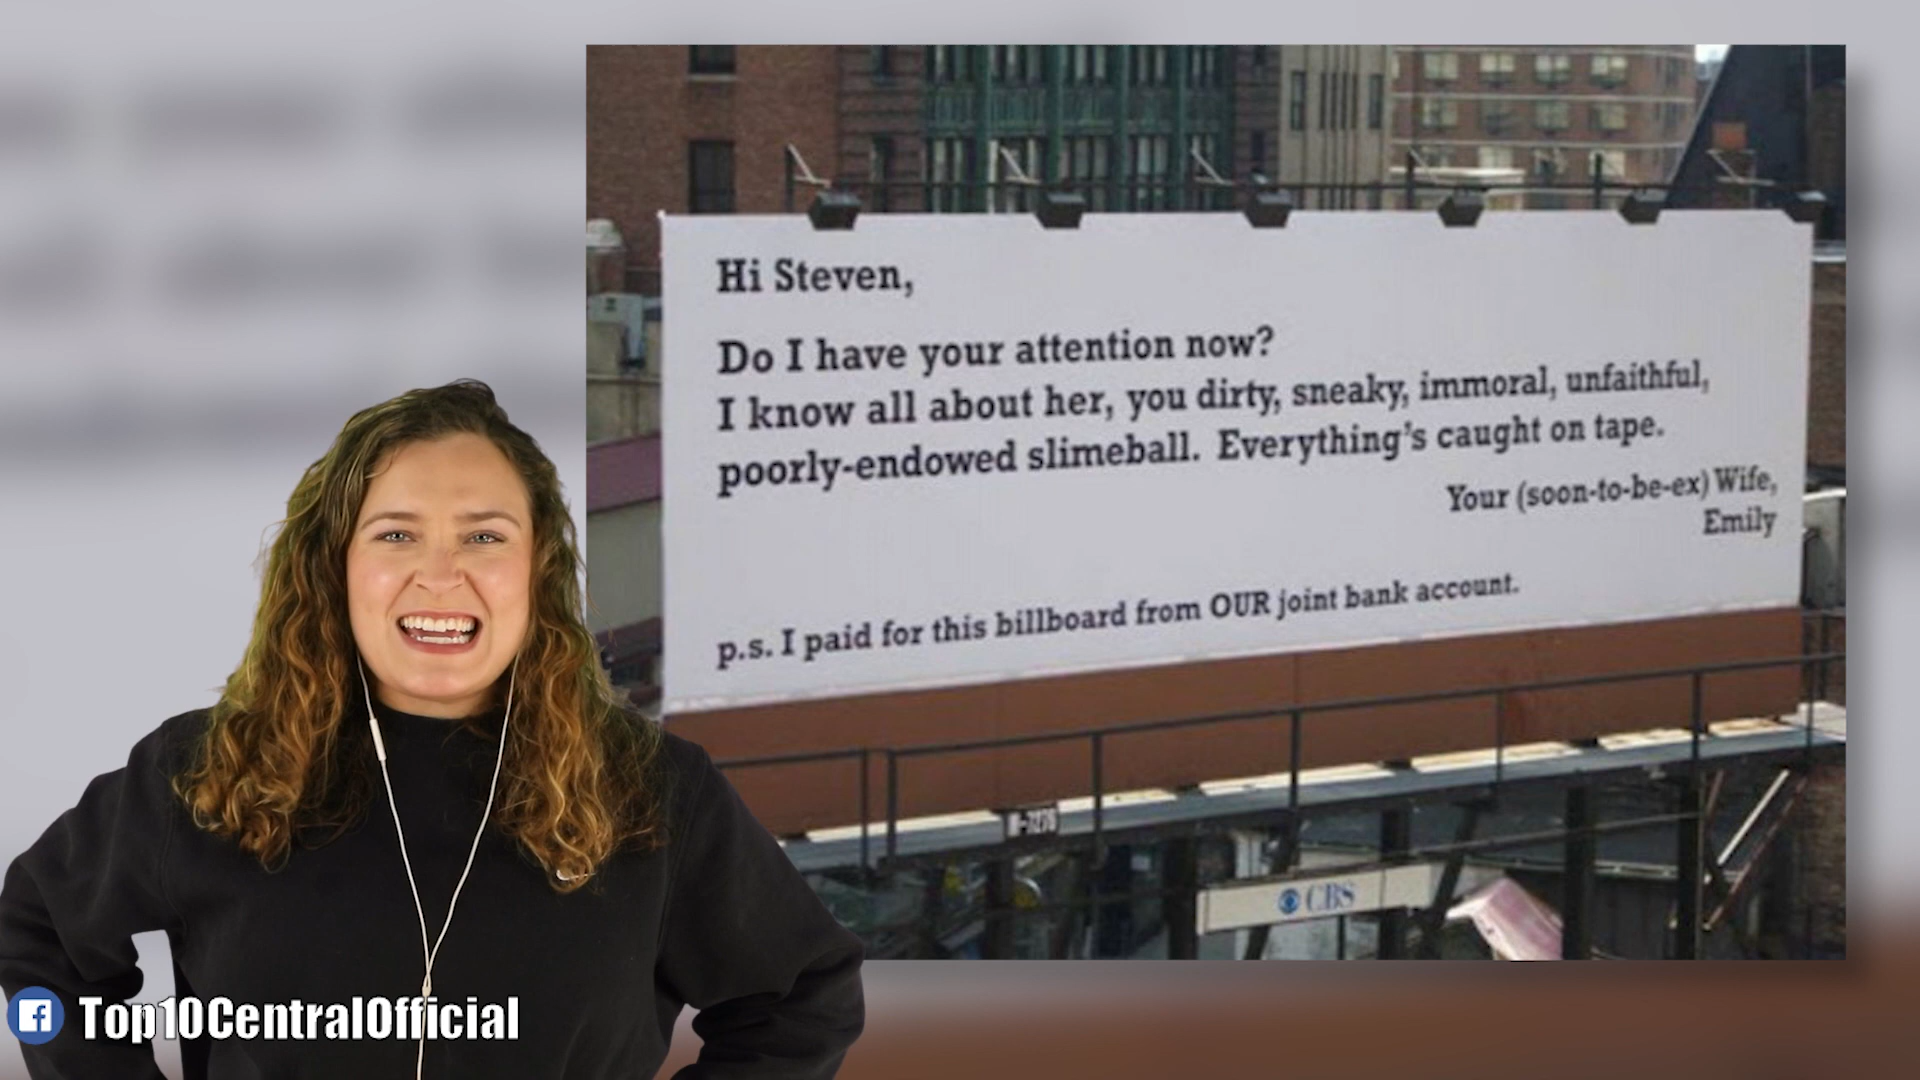 Hi Steven,
Do I have your attention now?
I know all about her, you dirty, sneaky, immoral, unfaithful,
poorly-endowed slimeball. Everything's caught on tape.
Your (soon-to-be-ex) Wife,
Emily
p.s. I paid for this billboard from OUR joint bank account.
CBS
Top10CentralOfficial